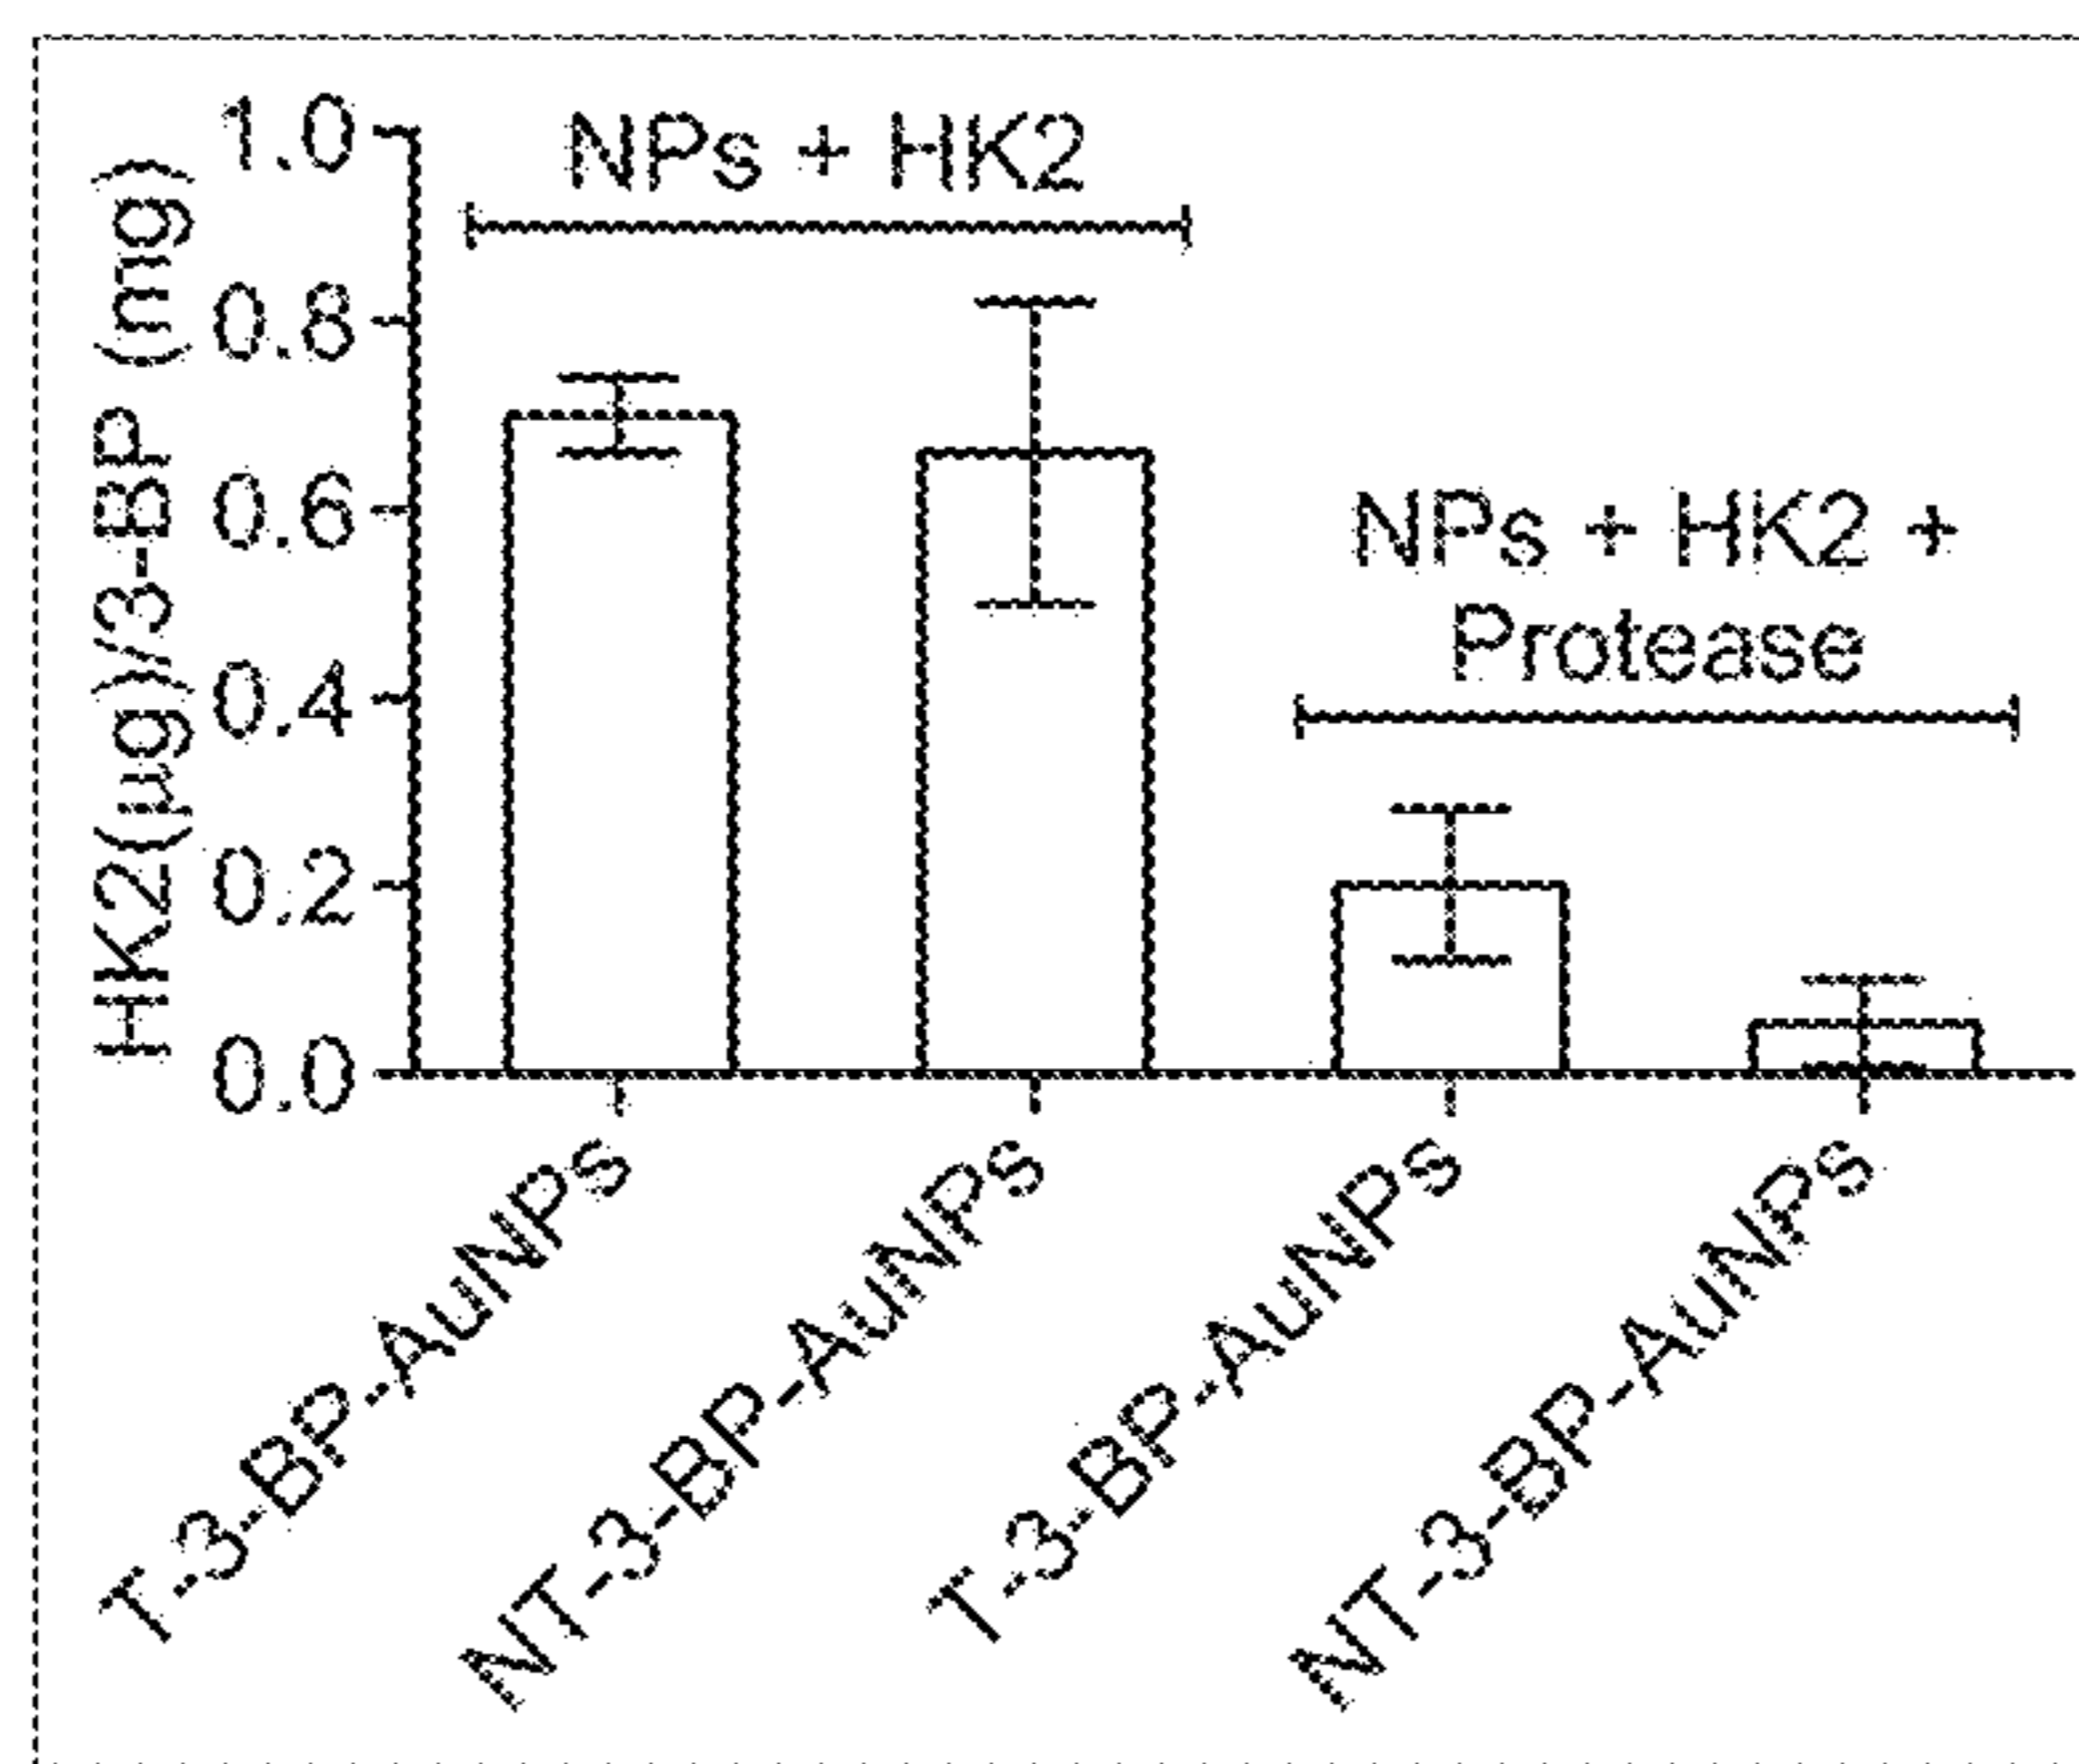 HK2(µg)/3-BP (mg)
1.0
0.8
0.6
0.4
0.2
0.0
NPs + HK2
NPs + HK2 +
Protease
T-3-BP-AuNPs
NT-3-BP-AuNPs
T-3-BP-AuNPs
NT-3-BP-AuNPs